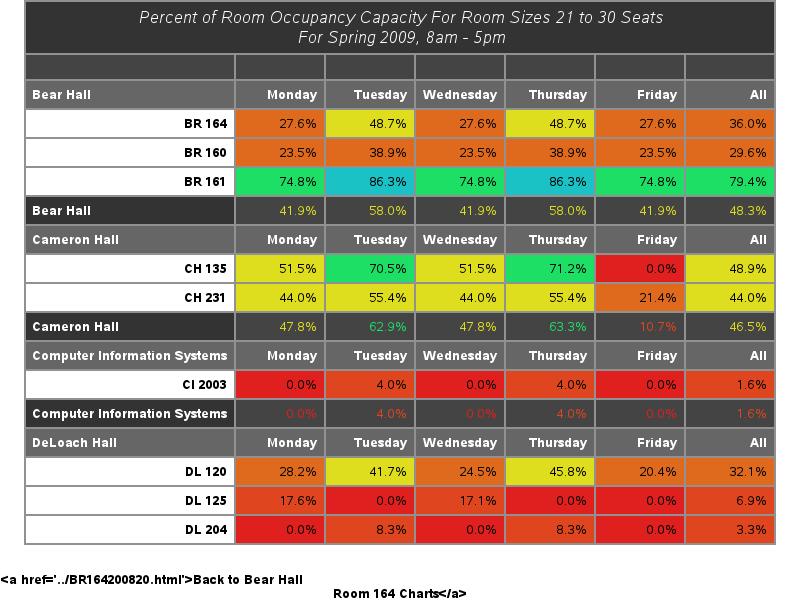 Percent of Room Occupancy Capacity For Room Sizes 21 to 30 Seats
For Spring 2009, 8am - 5pm
Bear Hall Monday Tuesday Wednesday Thursday Friday All
BR 164 27.6% 48.7% 27.6% 48.7% 27.6% 36.0%
BR 160 23.5% 38.9% 23.5% 38.9% 23.5% 29.6%
BR 161 74.8% 86.3% 74.8% 86.3% 74.8% 79.4%
Bear Hall 41.9% 58.0% 41.9% 58.0% 41.9% 48.3%
Cameron Hall Monday Tuesday Wednesday Thursday Friday All
CH 135 51.5% 70.5% 51.5% 71.2% 0.0% 48.9%
CH 231 44.0% 55.4% 44.0% 55.4% 21.4% 44.0%
Cameron Hall 47.8% 62.9% 47.8% 63.3% 10.7% 46.5%
Computer Information Systems Monday Tuesday Wednesday Thursday Friday All
CI 2003 0.0% 4.0% 0.0% 4.0% 0.0% 1.6%
Computer Information Systems 0.0% 4.0% 0.0% 4.0% 0.0% 1.6%
DeLoach Hall Monday Tuesday Wednesday Thursday Friday All
DL 120 28.2% 41.7% 24.5% 45.8% 20.4% 32.1%
DL 125 17.6% 0.0% 17.1% 0.0% 0.0% 6.9%
DL 204 0.0% 8.3% 0.0% 8.3% 0.0% 3.3%
<a href='../BR164200820.html'>Back to Bear Hall
Room 164 Charts</a>